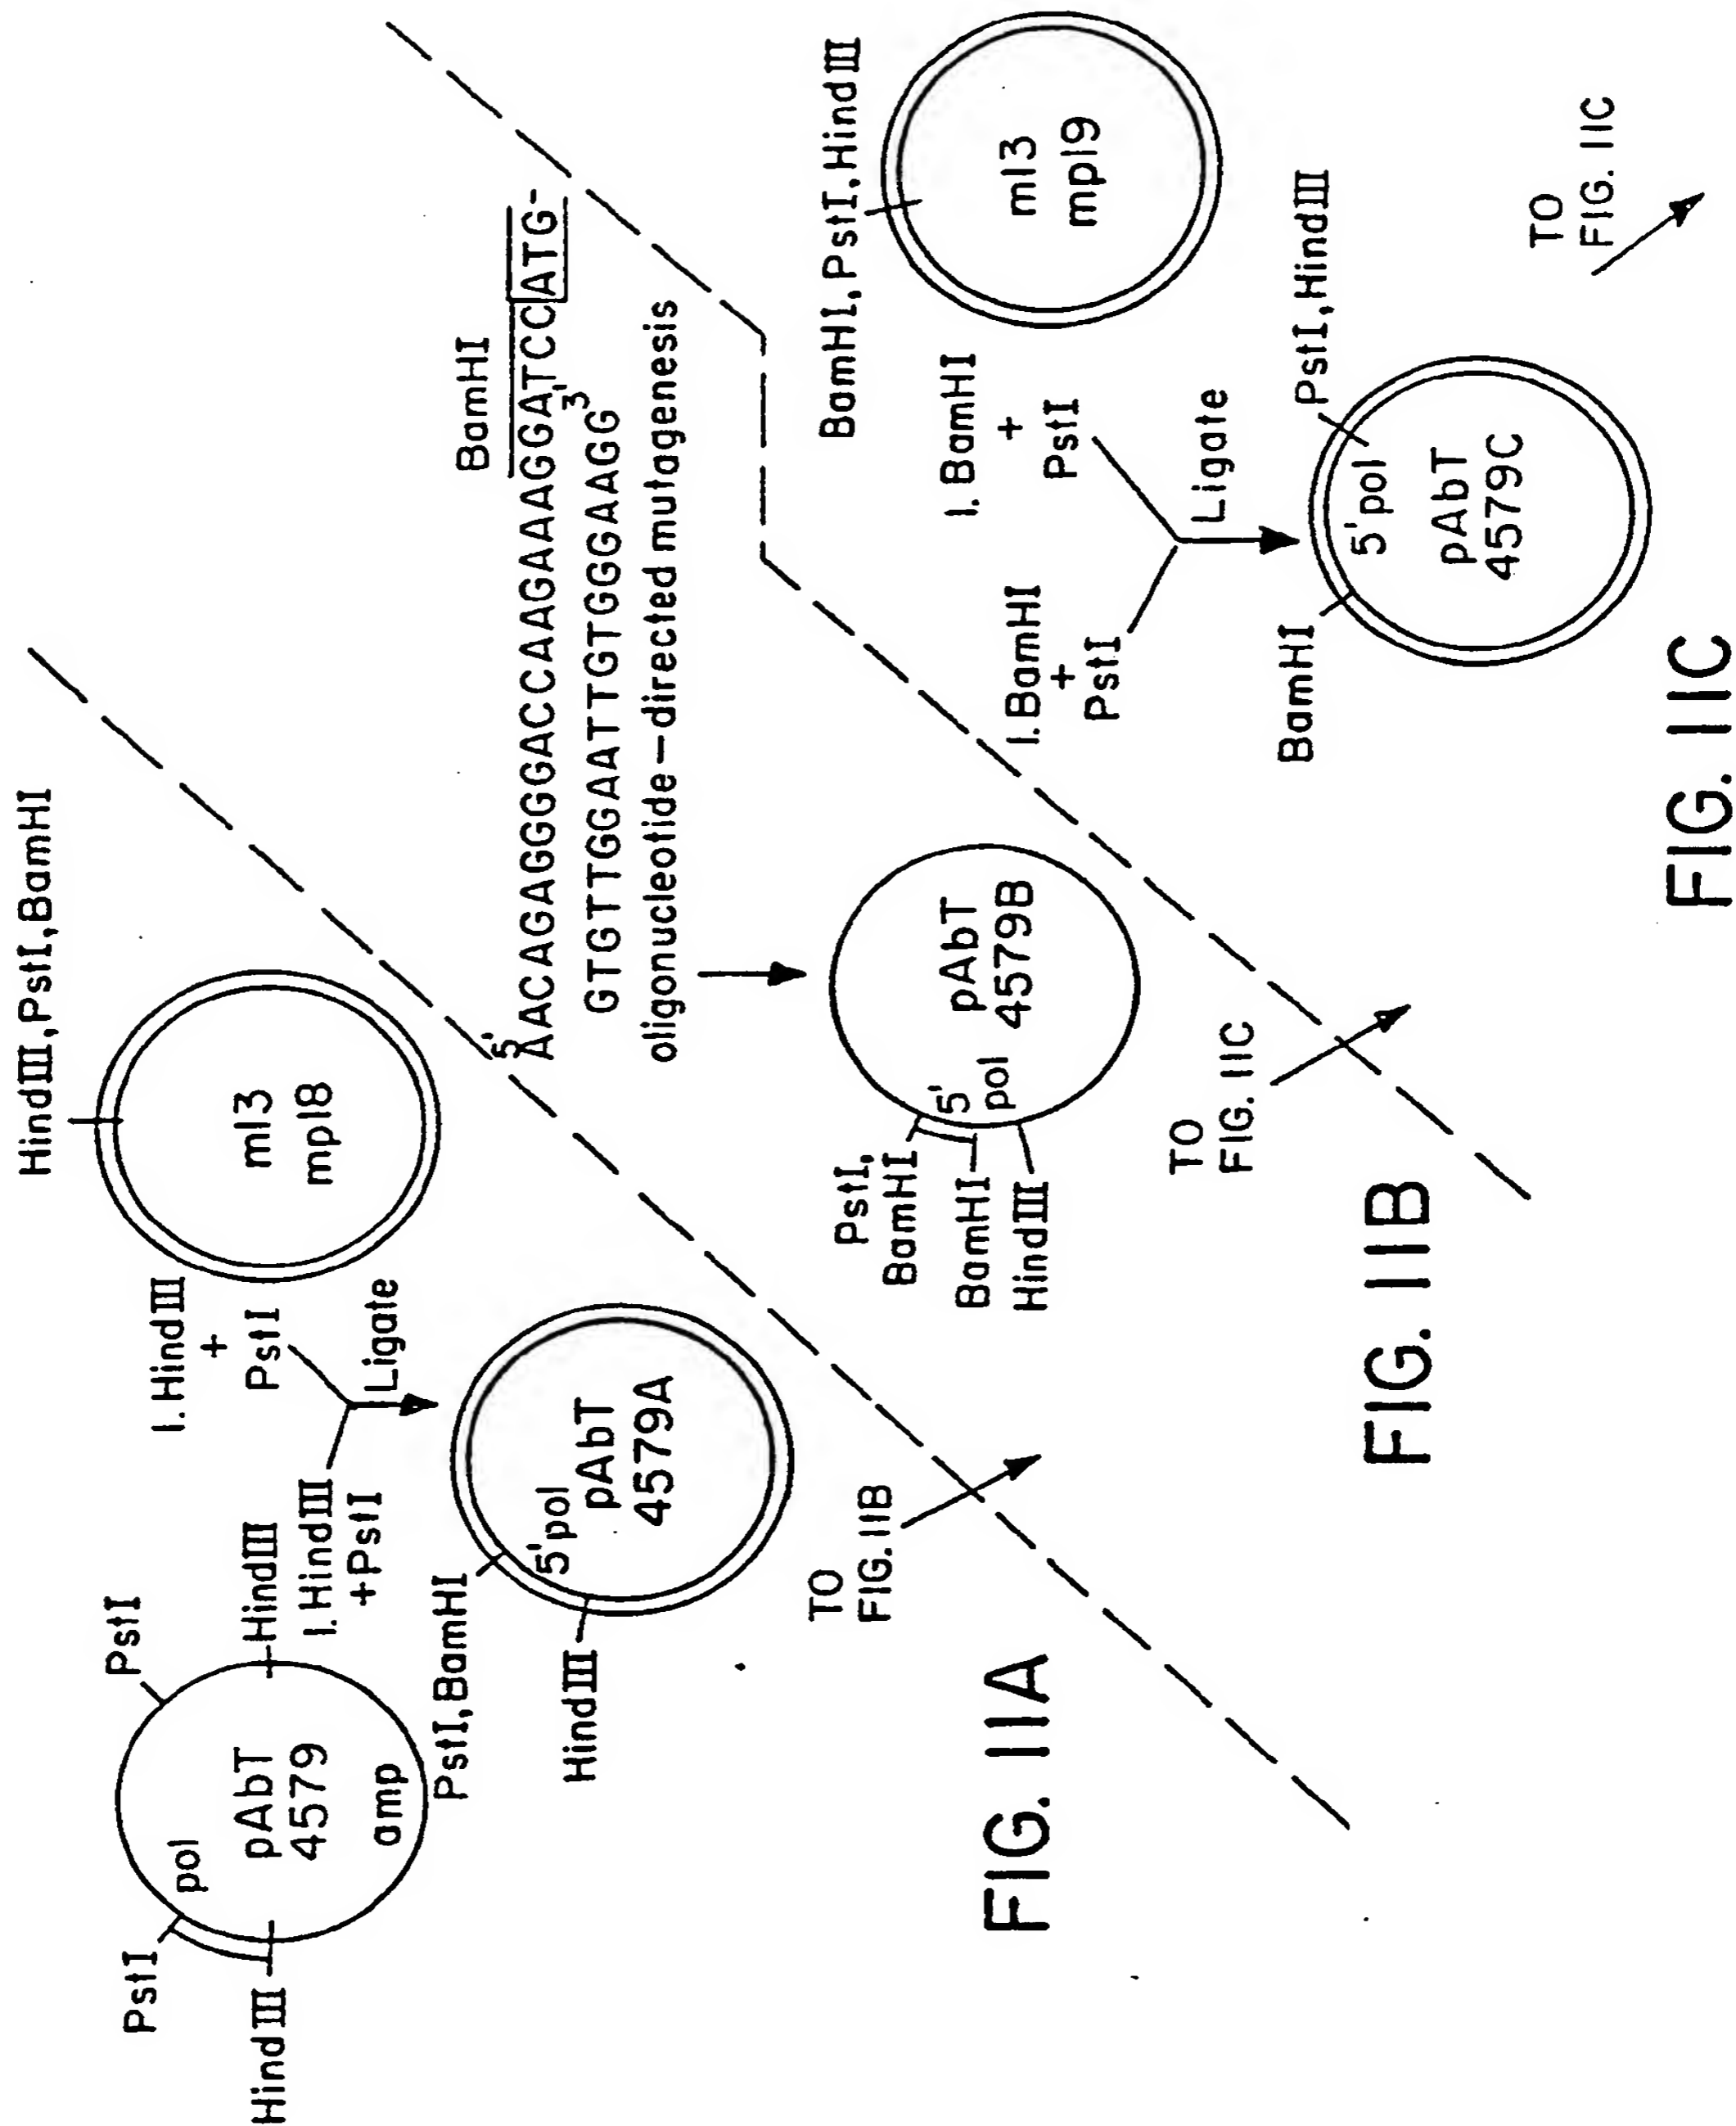 HindIII, PstI, BamHI
m13
mp18
1. HindIII
+
PstI
Ligate
PstI
HindIII
1. HindIII
+PstI
PstI
HindIII
pol
pAbT
4579
amp
PstI, BamHI
HindIII
5' pol
pAbT
4579A
TO
FIG. 11B
FIG. 11A
BamHI
5' AACAGAGGGGACCAAGAAAGGATCCATG-
GTGTTGGAATTGTGGGAAGG 3'
oligonucleotide-directed mutagenesis
PstI,
BamHI
BamHI
HindIII
5'
pol
pAbT
4579B
TO
FIG. 11C
FIG. 11B
BamHI, PstI, HindIII
m13
mp19
1. BamHI
+
PstI
1. BamHI
+
PstI
Ligate
BamHI
PstI, HindIII
5' pol
pAbT
4579C
TO
FIG. 11C
FIG. 11C